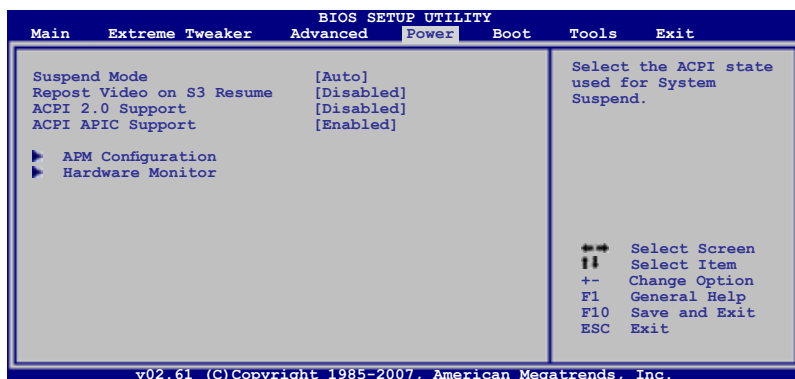 BIOS SETUP UTILITY
Main Extreme Tweaker Advanced Power Boot Tools Exit
Suspend Mode [Auto]
Repost Video on S3 Resume [Disabled]
ACPI 2.0 Support [Disabled]
ACPI APIC Support [Enabled]
APM Configuration
Hardware Monitor
Select the ACPI state
used for System
Suspend.
Select Screen
Select Item
+- Change Option
F1 General Help
F10 Save and Exit
ESC Exit
v02.61 (C)Copyright 1985-2007, American Megatrends, Inc.